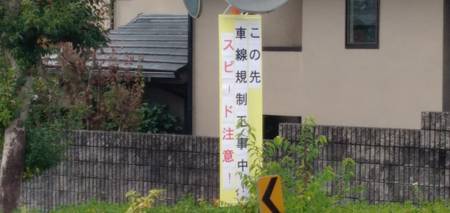 この先
車線規制工事中
スピード注意！